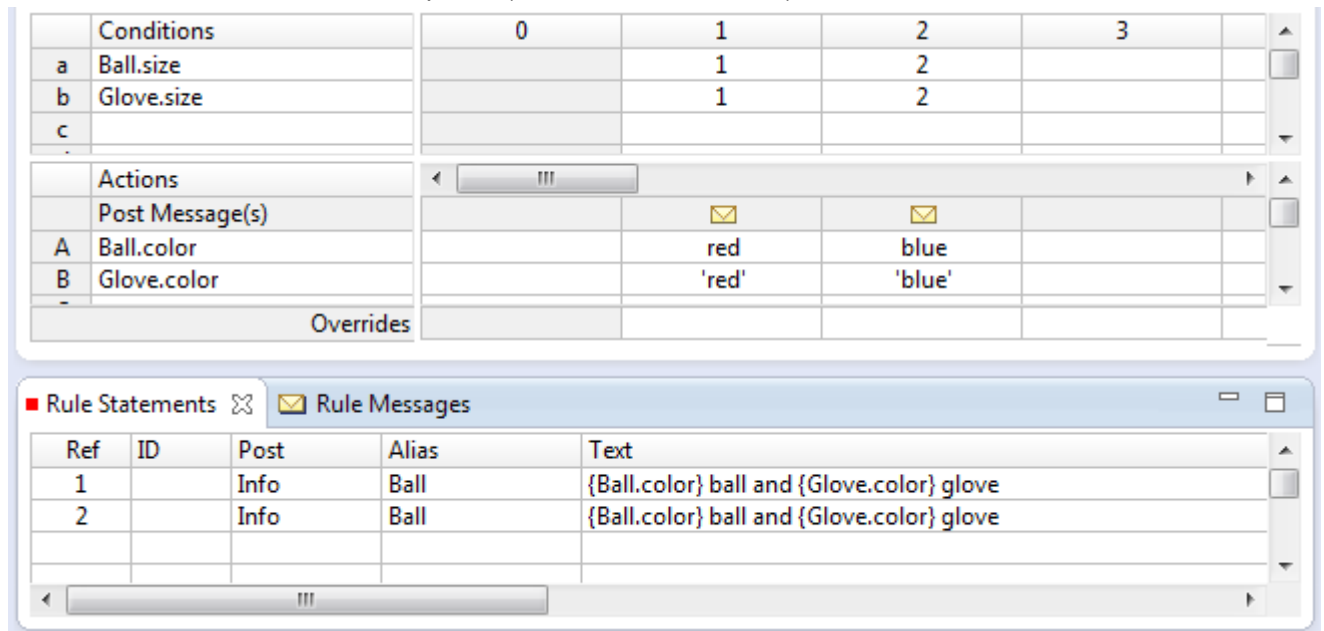 Conditions 0 1 2 3
a Ball.size 1 2
b Glove.size 1 2
c
Actions
Post Message(s)
A Ball.color red blue
B Glove.color 'red' 'blue'
Overrides
Rule Statements Rule Messages
Ref ID Post Alias Text
1 Info Ball {Ball.color} ball and {Glove.color} glove
2 Info Ball {Ball.color} ball and {Glove.color} glove